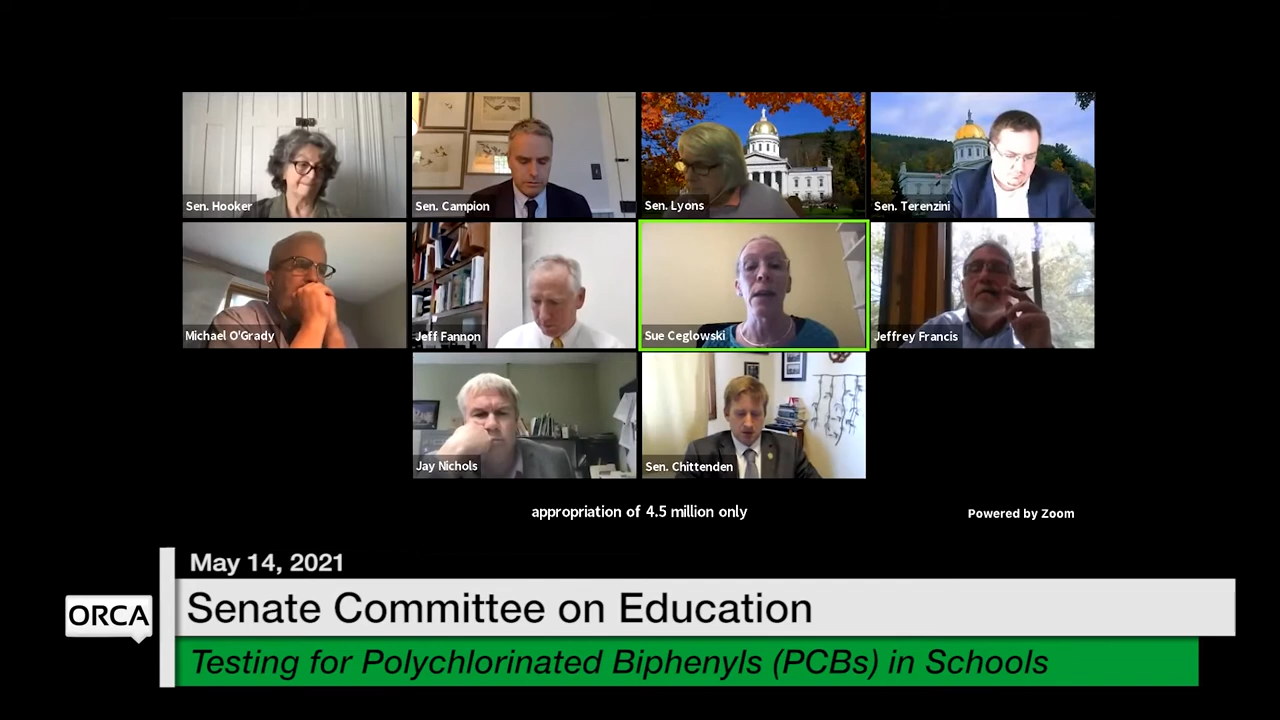 Sen. Hooker
Sen. Campion
Sen. Lyons
Sen. Terenzini
Michael O'Grady
Jeff Fannon
Sue Ceglowski
Jeffrey Francis
Jay Nichols
Sen. Chittenden
appropriation of 4.5 million only
Powered by Zoom
May 14, 2021
ORCA
Senate Committee on Education
Testing for Polychlorinated Biphenyls (PCBs) in Schools